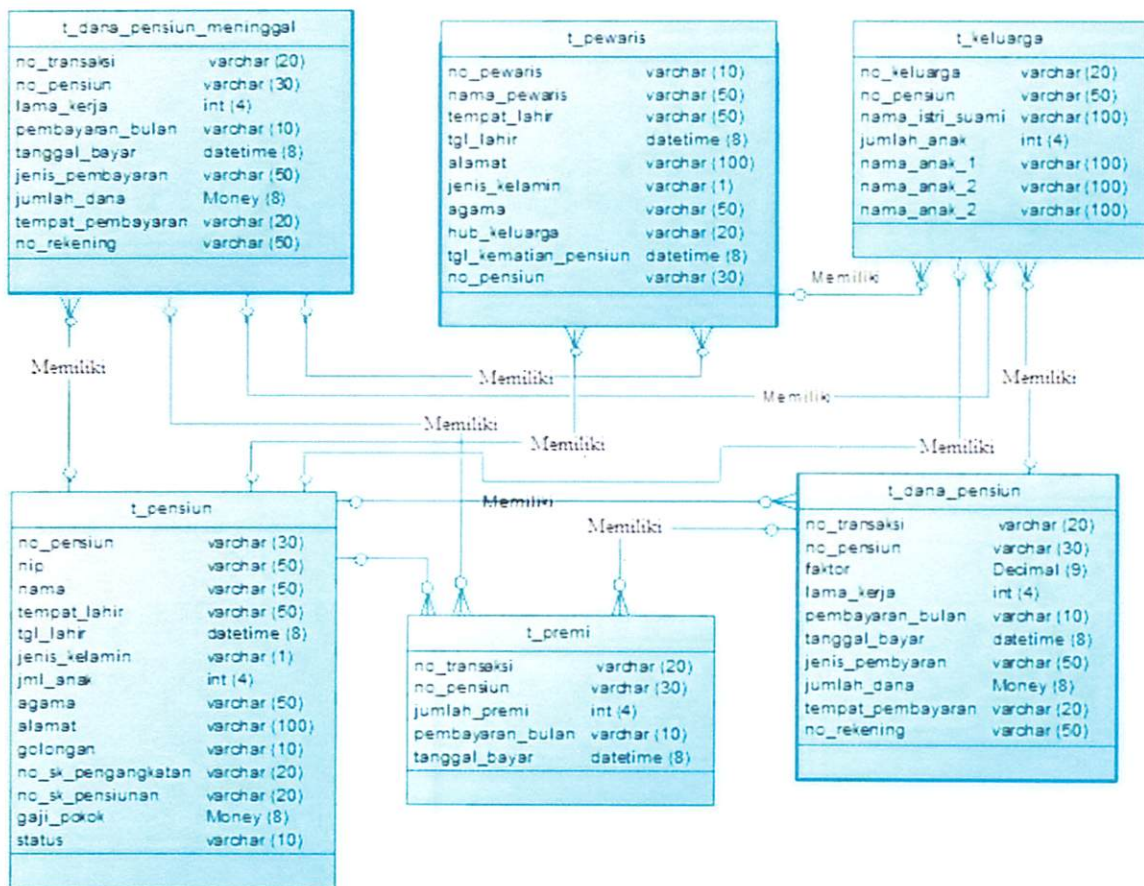 t_dana_pensiun_meninggal
no_transaksi varchar (20)
no_pensiun varchar (30)
lama_kerja int (4)
pembayaran_bulan varchar (10)
tanggal_bayar datetime (8)
jenis_pembayaran varchar (50)
jumlah_dana Money (8)
tempat_pembayaran varchar (20)
no_rekening varchar (50)
t_pewaris
no_pewaris varchar (10)
nama_pewaris varchar (50)
tempat_lahir varchar (50)
tgl_lahir datetime (8)
alamat varchar (100)
jenis_kelamin varchar (1)
agama varchar (50)
hub_keluarga varchar (20)
tgl_kematian_pensiun datetime (8)
no_pensiun varchar (30)
t_keluarga
no_keluarga varchar (20)
no_pensiun varchar (50)
nama_istri_suami varchar (100)
jumlah_anak int (4)
nama_anak_1 varchar (100)
nama_anak_2 varchar (100)
nama_anak_2 varchar (100)
Memiliki
Memiliki
Memiliki
Memiliki
Memiliki
Memiliki
Memiliki
Memiliki
Memiliki
Memiliki
t_pensiun
no_pensiun varchar (30)
nip varchar (50)
nama varchar (50)
tempat_lahir varchar (50)
tgl_lahir datetime (8)
jenis_kelamin varchar (1)
jml_anak int (4)
agama varchar (50)
alamat varchar (100)
golongan varchar (10)
no_sk_pengangkatan varchar (20)
no_sk_pensiunan varchar (20)
gaji_pokok Money (8)
status varchar (10)
t_premi
no_transaksi varchar (20)
no_pensiun varchar (30)
jumlah_premi int (4)
pembayaran_bulan varchar (10)
tanggal_bayar datetime (8)
t_dana_pensiun
no_transaksi varchar (20)
no_pensiun varchar (30)
faktor Decimal (9)
lama_kerja int (4)
pembayaran_bulan varchar (10)
tanggal_bayar datetime (8)
jenis_pembyaran varchar (50)
jumlah_dana Money (8)
tempat_pembayaran varchar (20)
no_rekening varchar (50)